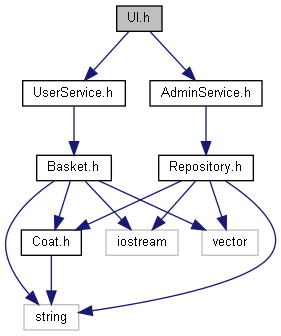 UI.h
UserService.h
AdminService.h
Basket.h
Repository.h
Coat.h
iostream
vector
string